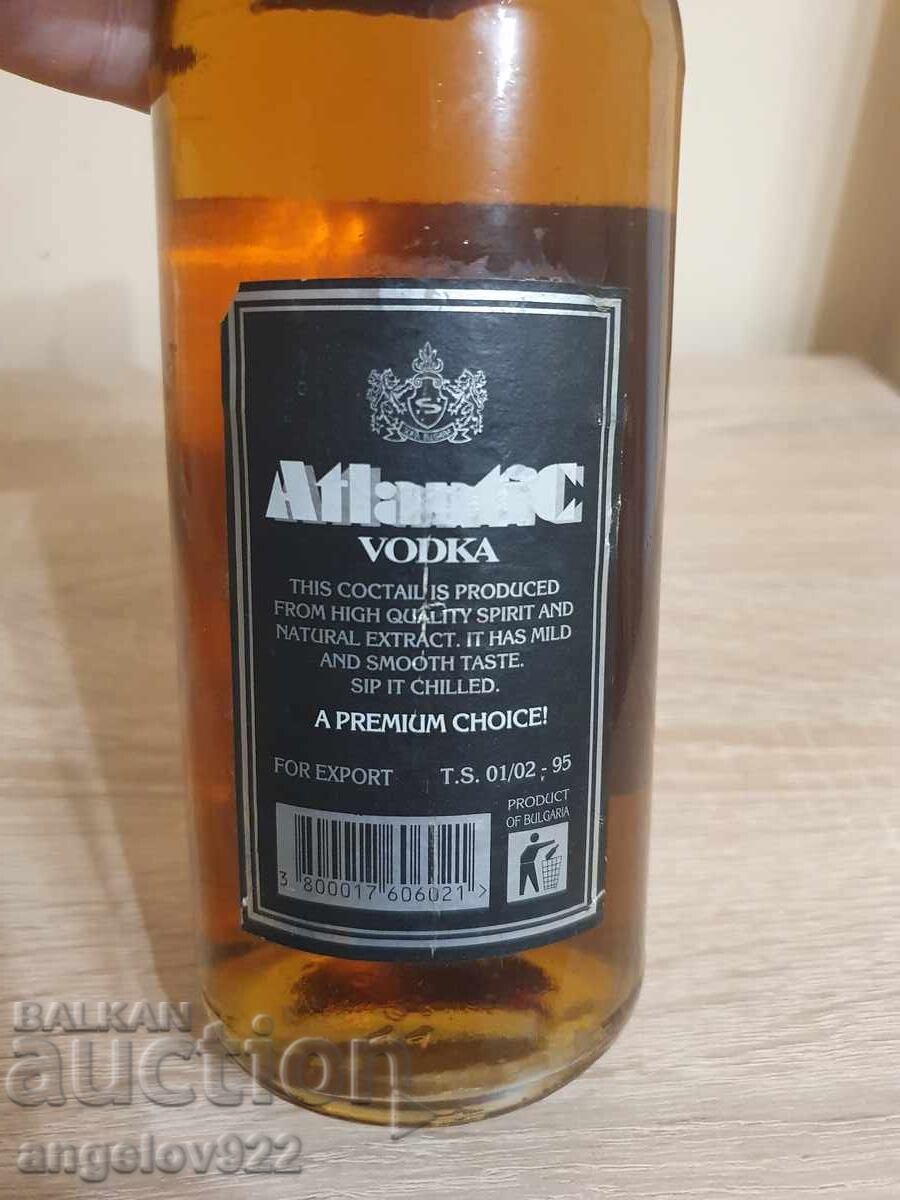 S
Atlantic
VODKA
THIS COCTAIL IS PRODUCED
FROM HIGH QUALITY SPIRIT AND
NATURAL EXTRACT. IT HAS MILD
AND SMOOTH TASTE.
SIP IT CHILLED.
A PREMIUM CHOICE!
FOR EXPORT T.S. 01/02 - 95
PRODUCT
OF BULGARIA
3 800017 606021 >
BALKAN
auction
angelov922